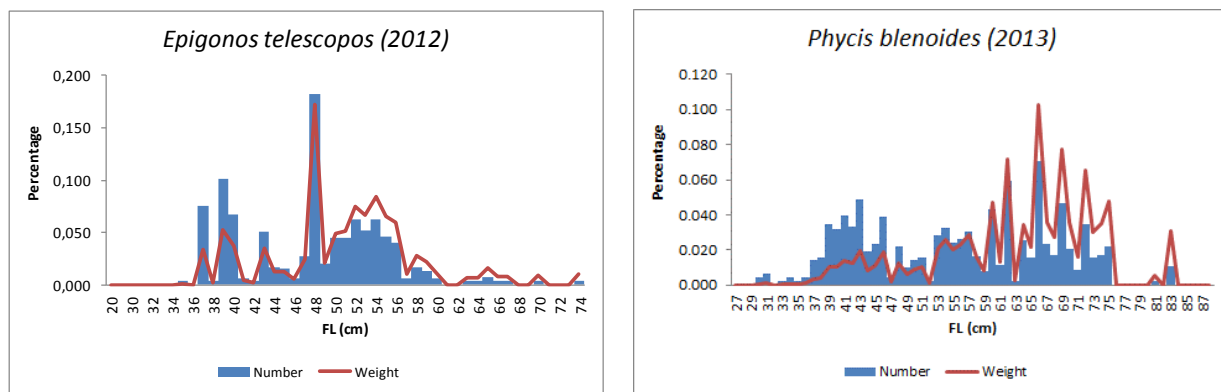 Epigonos telescopos (2012)
0,200
0,150
0,100
0,050
0,000
Percentage
20 22 24 26 28 30 32 34 36 38 40 42 44 46 48 50 52 54 56 58 60 62 64 66 68 70 72 74
FL (cm)
Number Weight
Phycis blenoides (2013)
0.120
0.100
0.080
0.060
0.040
0.020
0.000
Percentage
27 29 31 33 35 37 39 41 43 45 47 49 51 53 55 57 59 61 63 65 67 69 71 73 75 77 79 81 83 85 87
FL (cm)
Number Weight